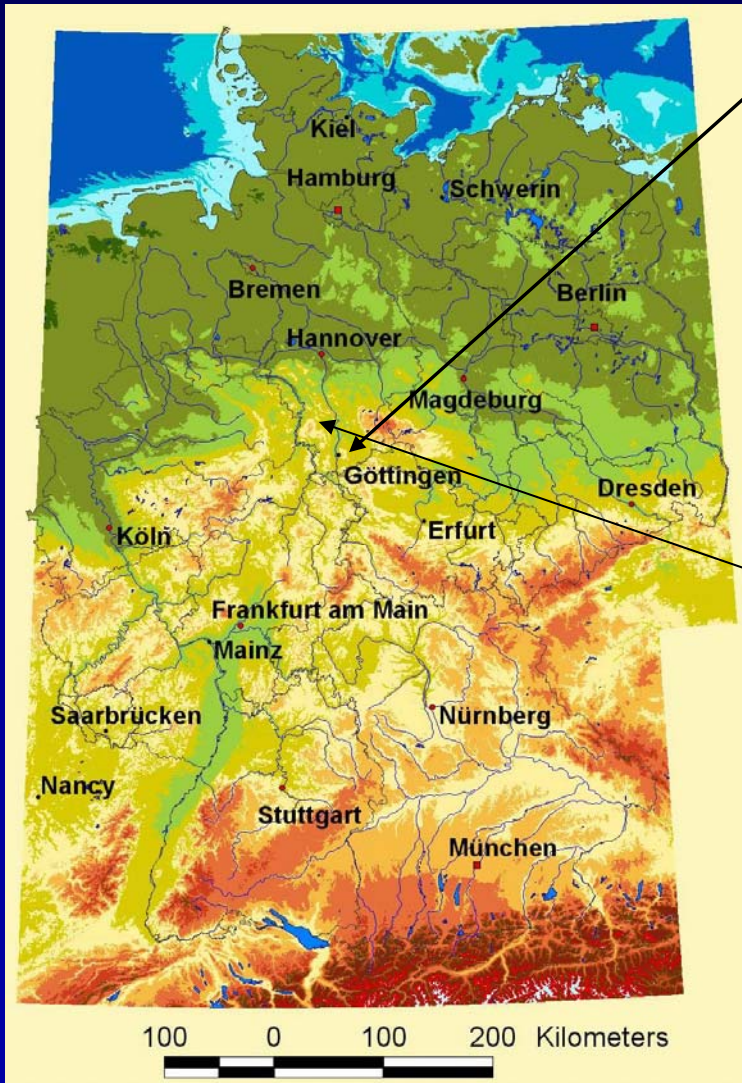 Kiel
Hamburg
Schwerin
Bremen
Berlin
Hannover
Magdeburg
Göttingen
Dresden
Köln
Erfurt
Frankfurt am Main
Mainz
Saarbrücken
Nürnberg
Nancy
Stuttgart
München
100 0 100 200 Kilometers